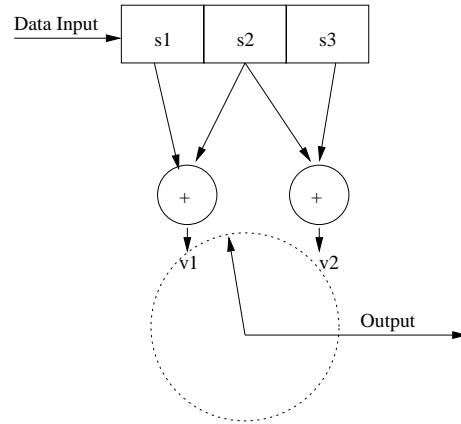 Data Input
s1 s2 s3
+ +
v1 v2
Output